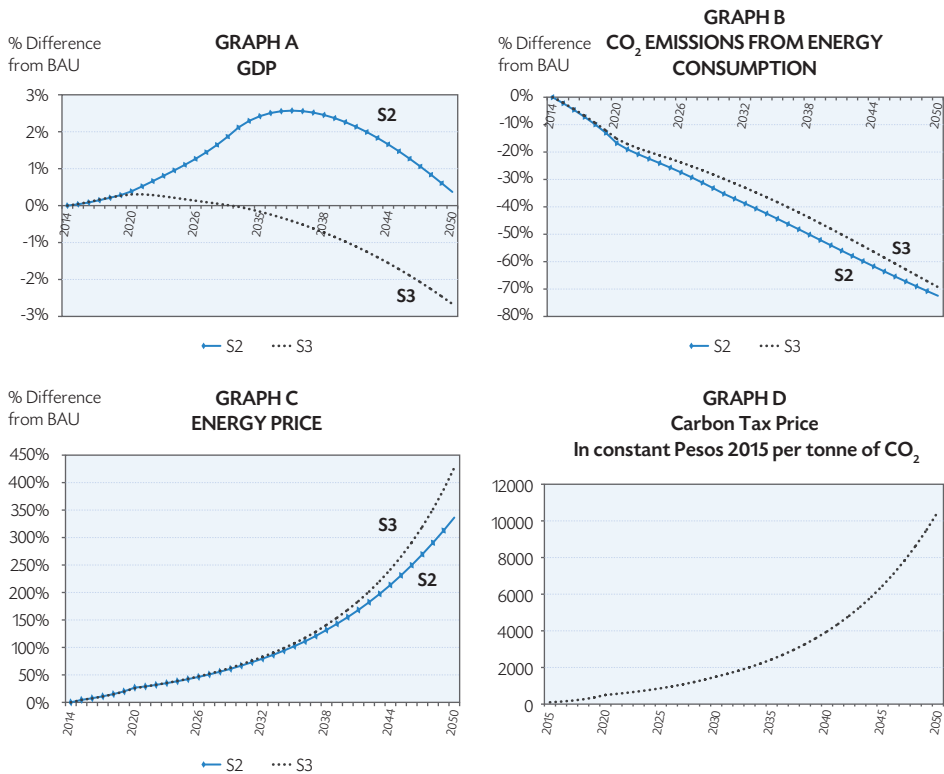 % Difference
from BAU
GRAPH A
GDP
3%
2%
1%
0%
-1%
-2%
-3%
S2
S3
2014
2020
2026
2035
2038
2044
2050
S2 S3
% Difference
from BAU
GRAPH B
CO2 EMISSIONS FROM ENERGY
CONSUMPTION
0%
-10%
-20%
-30%
-40%
-50%
-60%
-70%
-80%
2014
2020
2026
2032
2038
2044
2050
S3
S2
S2 S3
% Difference
from BAU
GRAPH C
ENERGY PRICE
450%
400%
350%
300%
250%
200%
150%
100%
50%
0%
S3
S2
2014
2020
2026
2032
2038
2044
2050
S2 S3
GRAPH D
Carbon Tax Price
In constant Pesos 2015 per tonne of CO2
12000
10000
8000
6000
4000
2000
0
2015
2020
2025
2030
2035
2040
2045
2050